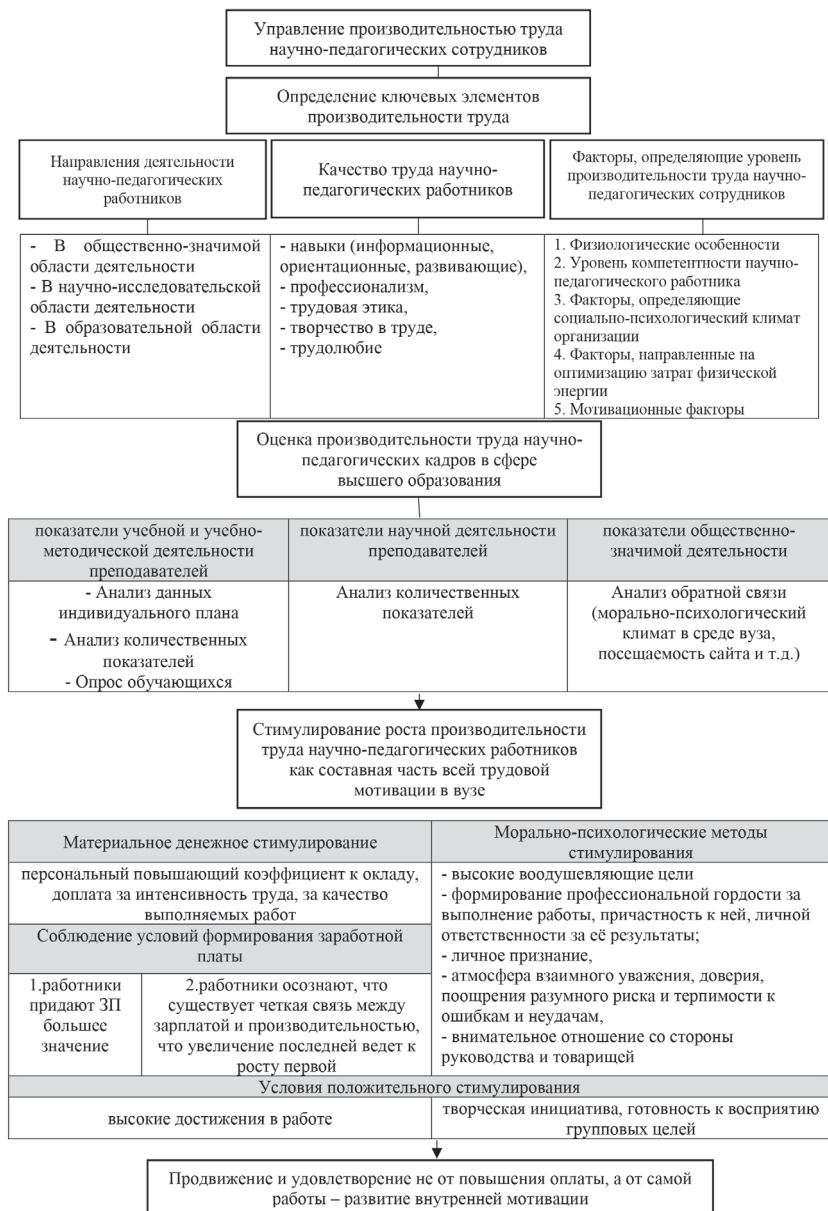 Управление производительностью труда
научно-педагогических сотрудников
Определение ключевых элементов
производительности труда
Направления деятельности
научно-педагогических
работников
Качество труда научно-
педагогических работников
Факторы, определяющие уровень
производительности труда научно-
педагогических сотрудников
- В общественно-значимой
области деятельности
- В научно-исследовательской
области деятельности
- В образовательной области
деятельности
- навыки (информационные,
ориентационные, развивающие),
- профессионализм,
- трудовая этика,
- творчество в труде,
- трудолюбие
1. Физиологические особенности
2. Уровень компетентности научно-
педагогического работника
3. Факторы, определяющие
социально-психологический климат
организации
4. Факторы, направленные на
оптимизацию затрат физической
энергии
5. Мотивационные факторы
Оценка производительности труда научно-
педагогических кадров в сфере
высшего образования
показатели учебной и учебно-
методической деятельности
преподавателей
показатели научной деятельности
преподавателей
показатели общественно-
значимой деятельности
- Анализ данных
индивидуального плана
- Анализ количественных
показателей
- Опрос обучающихся
Анализ количественных
показателей
Анализ обратной связи
(морально-психологический
климат в среде вуза,
посещаемость сайта и т.д.)
Стимулирование роста производительности
труда научно-педагогических работников
как составная часть всей трудовой
мотивации в вузе
Материальное денежное стимулирование
персональный повышающий коэффициент к окладу,
доплата за интенсивность труда, за качество
выполняемых работ
Соблюдение условий формирования заработной
платы
1.работники
придают ЗП
большее
значение
2.работники осознают, что
существует четкая связь между
зарплатой и производительностью,
что увеличение последней ведет к
росту первой
Морально-психологические методы
стимулирования
- высокие воодушевляющие цели
- формирование профессиональной гордости за
выполнение работы, причастность к ней, личной
ответственности за её результаты;
- личное признание,
- атмосфера взаимного уважения, доверия,
поощрения разумного риска и терпимости к
ошибкам и неудачам,
- внимательное отношение со стороны
руководства и товарищей
Условия положительного стимулирования
высокие достижения в работе
творческая инициатива, готовность к восприятию
групповых целей
Продвижение и удовлетворение не от повышения оплаты, а от самой
работы – развитие внутренней мотивации